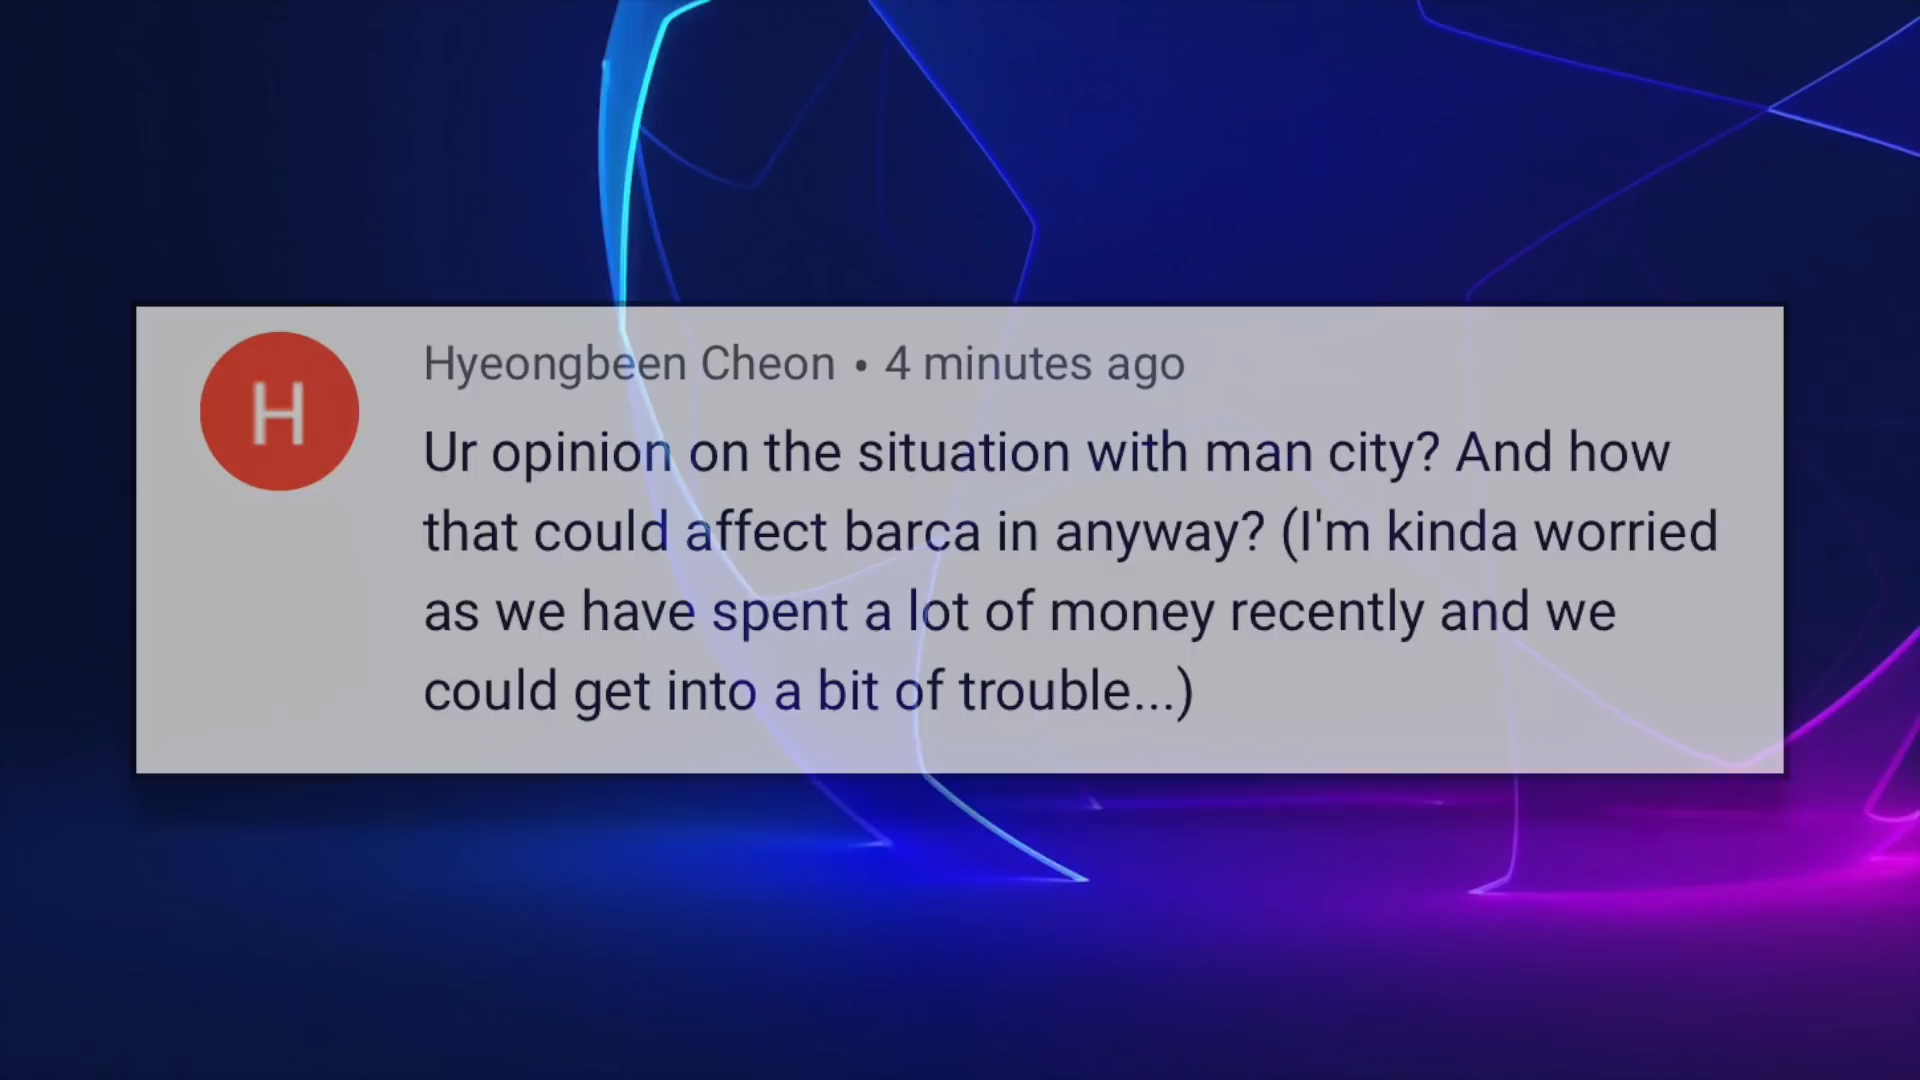 H
Hyeongbeen Cheon • 4 minutes ago
Ur opinion on the situation with man city? And how
that could affect barca in anyway? (I'm kinda worried
as we have spent a lot of money recently and we
could get into a bit of trouble...)